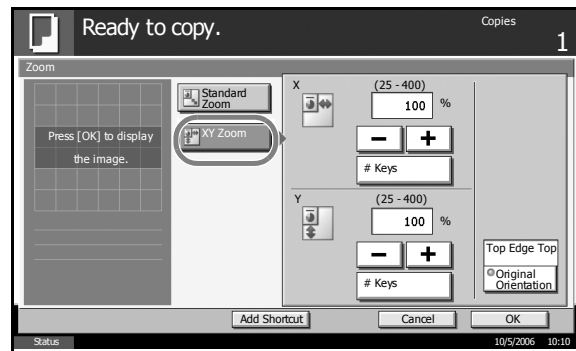 Ready to copy.
Copies
1
Zoom
Press [OK] to display
the image.
Standard
Zoom
XY Zoom
X
(25 - 400)
100 %
− +
# Keys
Y
(25 - 400)
100 %
− +
# Keys
Top Edge Top
Original
Orientation
Add Shortcut
Cancel
OK
Status
10/5/2006 10:10